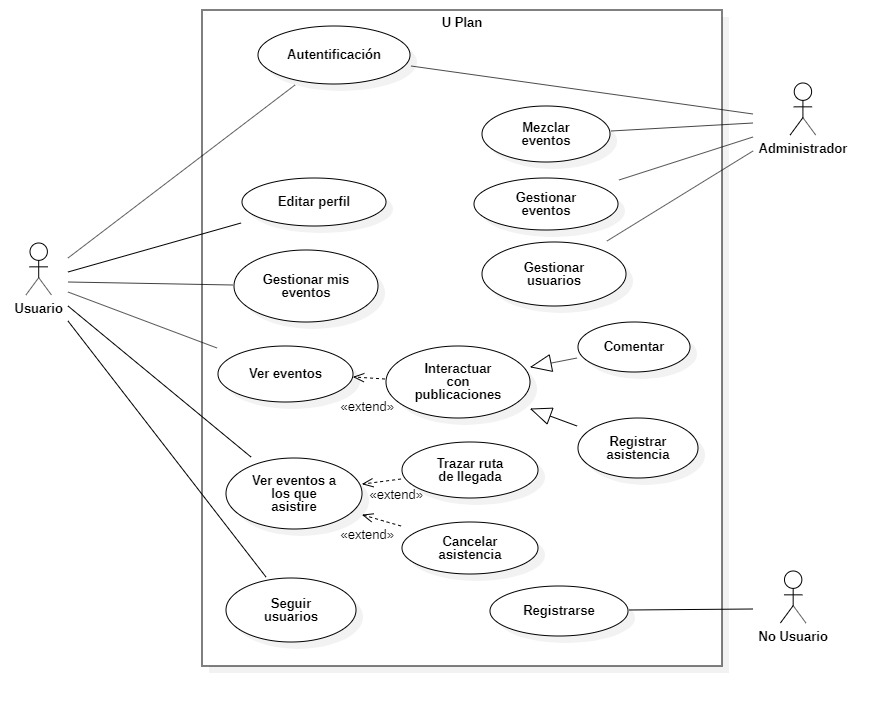 U Plan
Autentificación
Mezclar
eventos
Administrador
Editar perfil
Gestionar
eventos
Gestionar mis
eventos
Gestionar
usuarios
Usuario
Ver eventos
Interactuar
con
publicaciones
Comentar
«extend»
Registrar
asistencia
Ver eventos a
los que
asistire
Trazar ruta
de llegada
«extend»
«extend»
Cancelar
asistencia
Seguir
usuarios
Registrarse
No Usuario